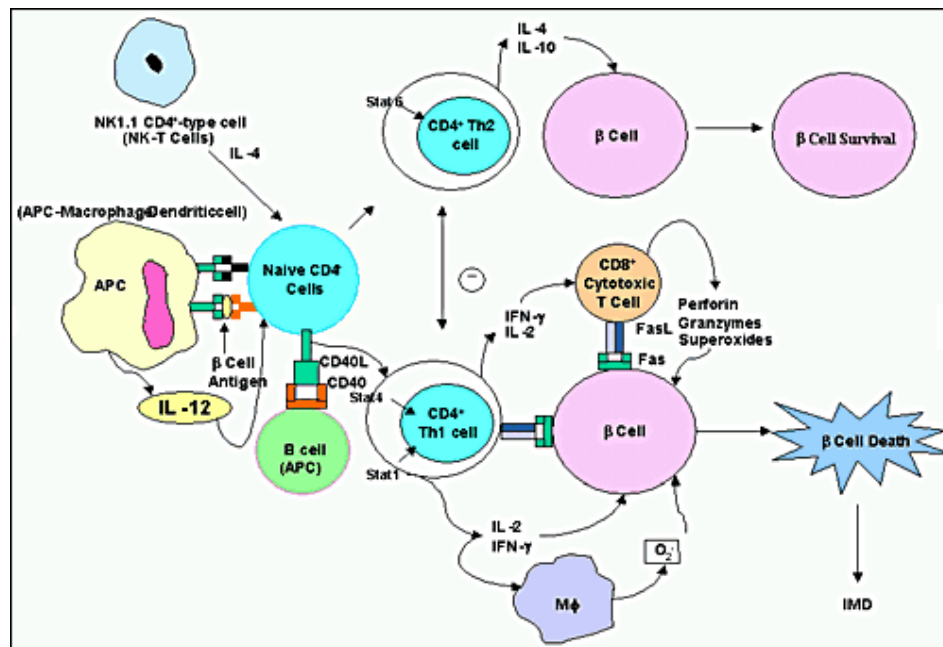 NK1.1 CD4⁺-type cell
(NK-T Cells)
IL -4
IL -4
IL -10
Stat 6
CD4⁺ Th2
cell
β Cell
β Cell Survival
(APC-MacrophageDendriticcell)
APC
Naive CD4⁺
Cells
β Cell
Antigen
IL -12
CD40L
CD40
B cell
(APC)
−
CD8⁺
Cytotoxic
T Cell
IFN-γ
IL -2
FasL
Fas
Perforin
Granzymes
Superoxides
Stat4
CD4⁺
Th1 cell
Stat1
β Cell
β Cell Death
IL -2
IFN-γ
O₂⁻
Mϕ
IMD